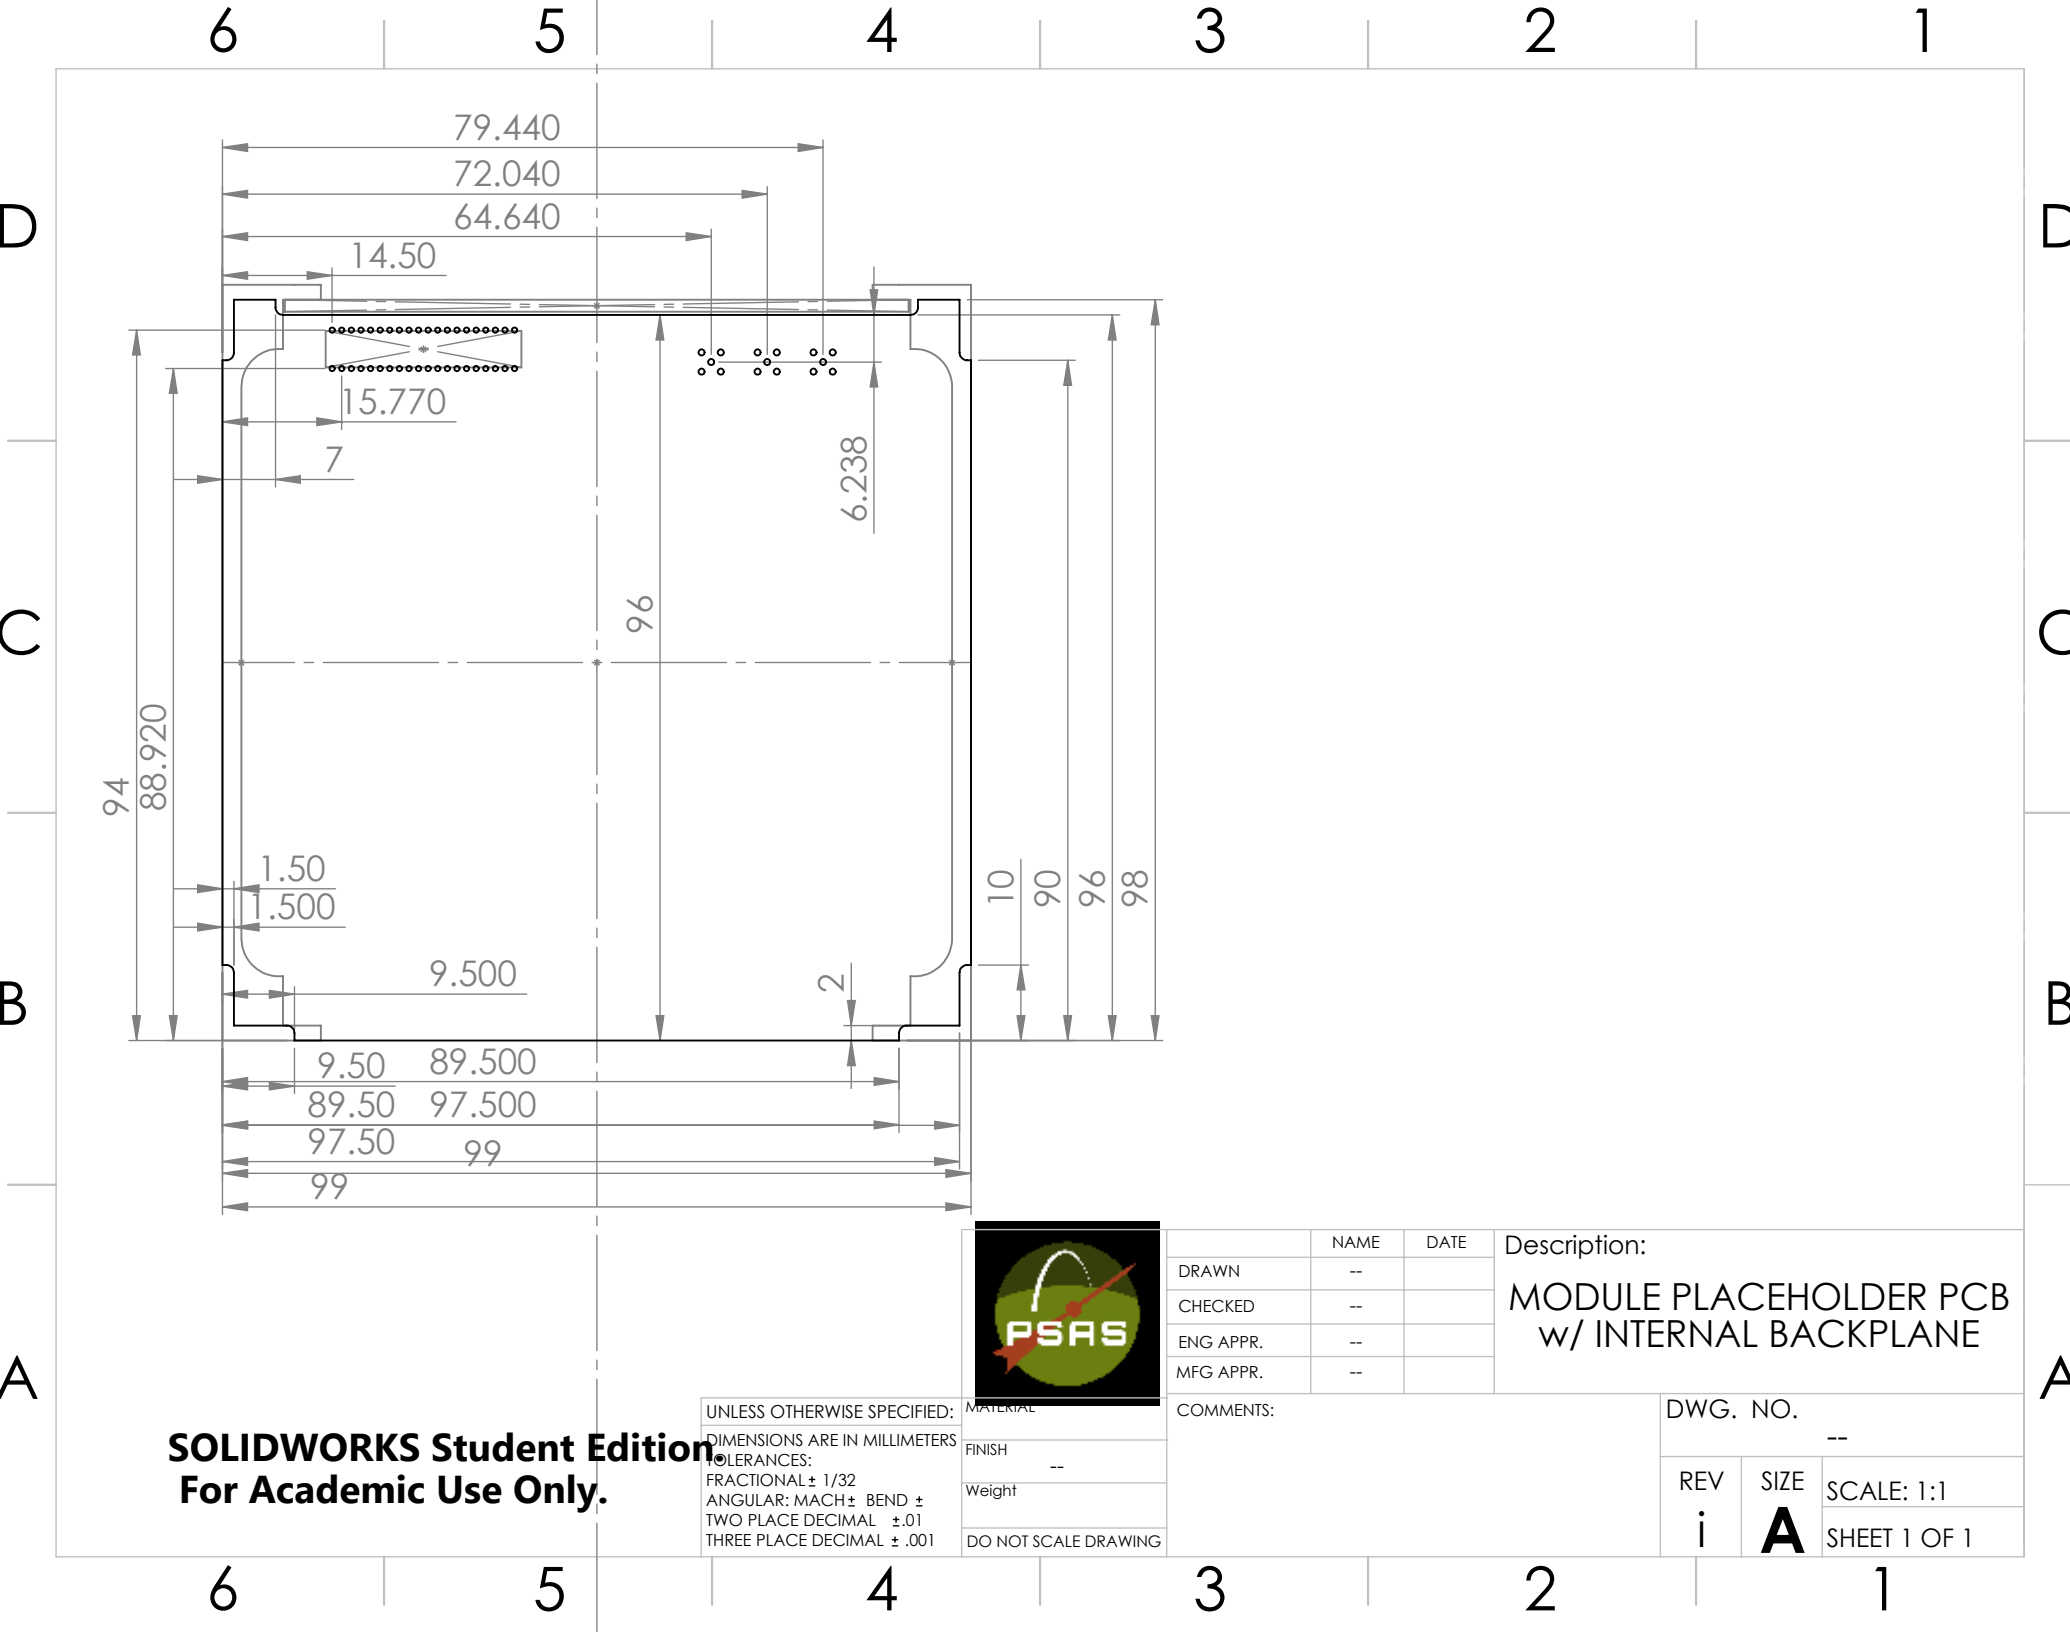 6 5 4 3 2 1
79.440
72.040
D D
64.640
14.50
15.770
7
6.238
96
C C
88.920
94
1.50
10
90
96
98
1.500
9.500
2
B B
9.50 89.500
89.50 97.500
97.50 99
99
PSAS
NAME DATE
DRAWN --
CHECKED --
ENG APPR. --
MFG APPR. --
Description:
MODULE PLACEHOLDER PCB
w/ INTERNAL BACKPLANE
A A
SOLIDWORKS Student Edition.
For Academic Use Only.
UNLESS OTHERWISE SPECIFIED:
DIMENSIONS ARE IN MILLIMETERS
TOLERANCES:
FRACTIONAL ± 1/32
ANGULAR: MACH ± BEND ±
TWO PLACE DECIMAL ±.01
THREE PLACE DECIMAL ± .001
MATERIAL
FINISH
--
Weight
DO NOT SCALE DRAWING
COMMENTS:
DWG. NO.
--
REV
i
SIZE
A
SCALE: 1:1
SHEET 1 OF 1
6 5 4 3 2 1